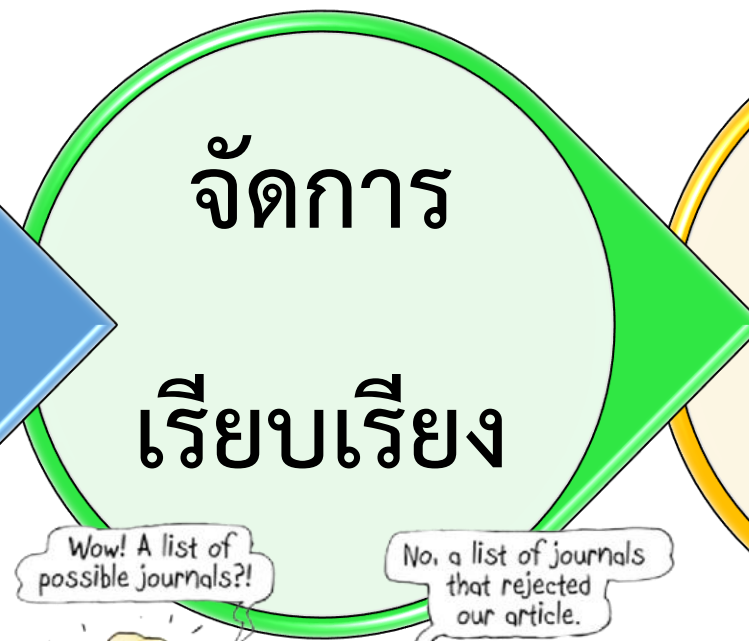 จัดการ
เรียบเรียง
Wow! A list of
possible journals?!
No, a list of journals
that rejected
our article.